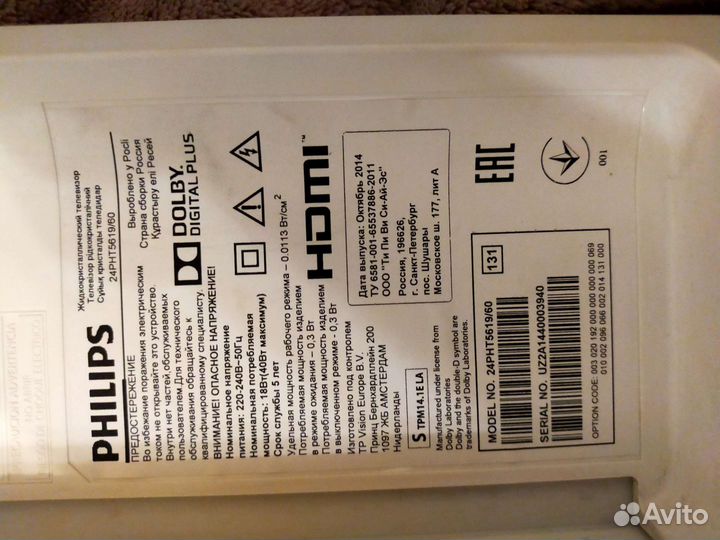 PHILIPS
Жидкокристаллический телевизор
Телевізор рідкокристалічний
Сұйық кристалды теледидар
24PHT5619/60
Вироблено у Росії
Страна сборки Россия
Құрастыру елі Ресей
ПРЕДОСТЕРЕЖЕНИЕ
Во избежание поражения электрическим
током не открывайте это устройство.
Внутри нет частей,обслуживаемых
пользователем.Для технического
обслуживания обращайтесь к
квалифицированному специалисту.
ВНИМАНИЕ! ОПАСНОЕ НАПРЯЖЕНИЕ!
DOLBY
DIGITAL PLUS
Номинальное напряжение
питания: 220-240В~50Гц
Номинальная потребляемая
мощность: 18Вт(40Вт максимум)
Срок службы 5 лет
Удельная мощность рабочего режима – 0.0113 Вт/см²
Потребляемая мощность изделием
в режиме ожидания – 0,3 Вт
Потребляемая мощность изделием
в выключенном режиме - 0,3 Вт
HDMI™
Изготовлено под контролем
TP Vision Europe B.V.
Принц Бернхардплейн 200
1097 ЖБ АМСТЕРДАМ
Нидерланды
Дата выпуска: Октябрь 2014
ТУ 6581-001-65537886-2011
ООО "Ти Пи Ви Си-Ай-Эс"
Россия, 196626,
г. Санкт-Петербург
пос. Шушары
Московское ш. 177, лит А
S TPM14.1E LA
Manufactured under license from
Dolby Laboratories. Dolby
and the double-D symbol are
trademarks of Dolby Laboratories.
EAC
131
MODEL NO. 24PHT5619/60
SERIAL NO: UZ2A1440003940
001
OPTION CODE: 003 020 192 000 000 000 000 069
010 002 096 066 002 014 131 000
Avito